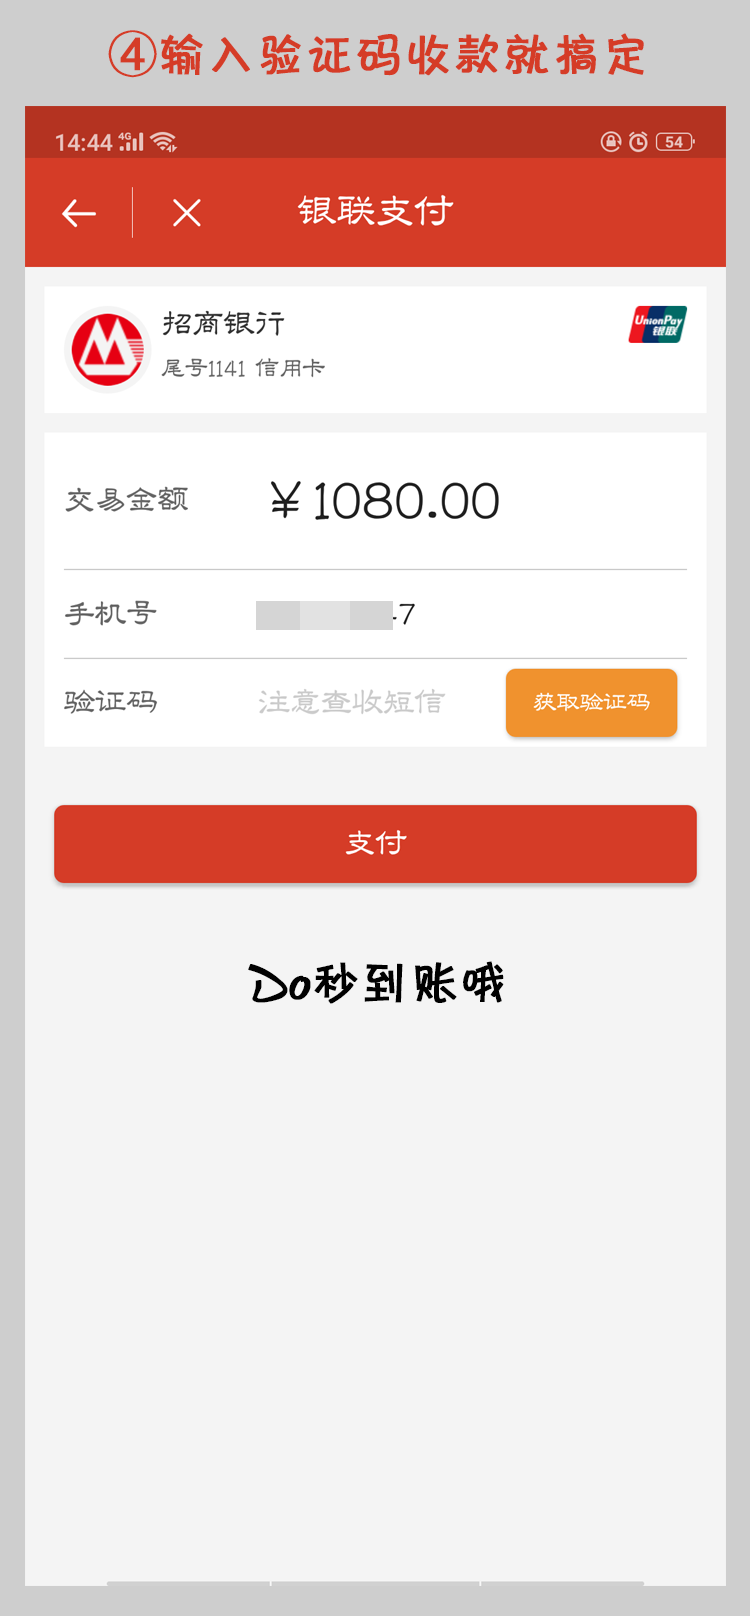 ④输入验证码收款就搞定
14:44 4G 54
银联支付
招商银行
UnionPay
银联
尾号1141 信用卡
交易金额 ￥1080.00
手机号 47
验证码 注意查收短信 获取验证码
支付
Do秒到账哦